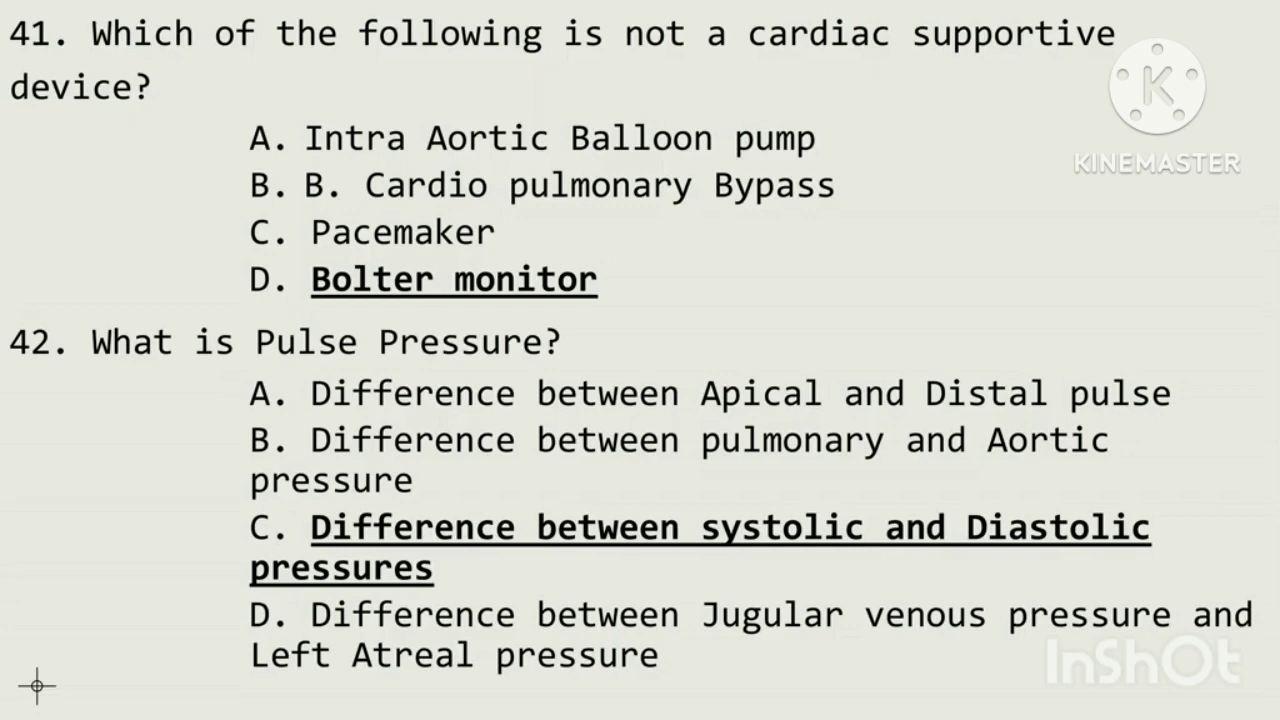 41. Which of the following is not a cardiac supportive
device?
A. Intra Aortic Balloon pump
B. B. Cardio pulmonary Bypass
C. Pacemaker
D. Bolter monitor
42. What is Pulse Pressure?
A. Difference between Apical and Distal pulse
B. Difference between pulmonary and Aortic
pressure
C. Difference between systolic and Diastolic
pressures
D. Difference between Jugular venous pressure and
Left Atreal pressure
K
KINEMASTER
InShOt